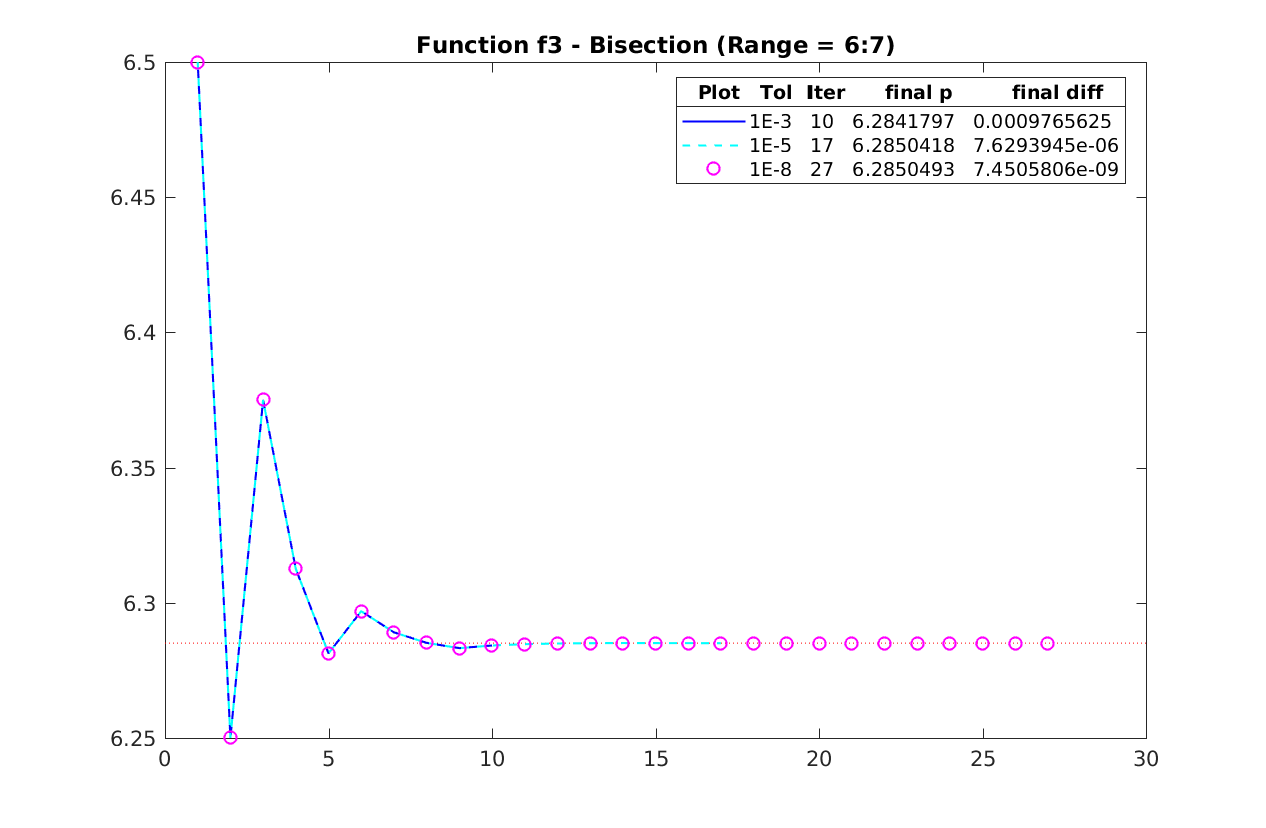 Function f3 - Bisection (Range = 6:7)
Plot Tol Iter final p final diff
1E-3 10 6.2841797 0.0009765625
1E-5 17 6.2850418 7.6293945e-06
1E-8 27 6.2850493 7.4505806e-09
6.5
6.45
6.4
6.35
6.3
6.25
0 5 10 15 20 25 30